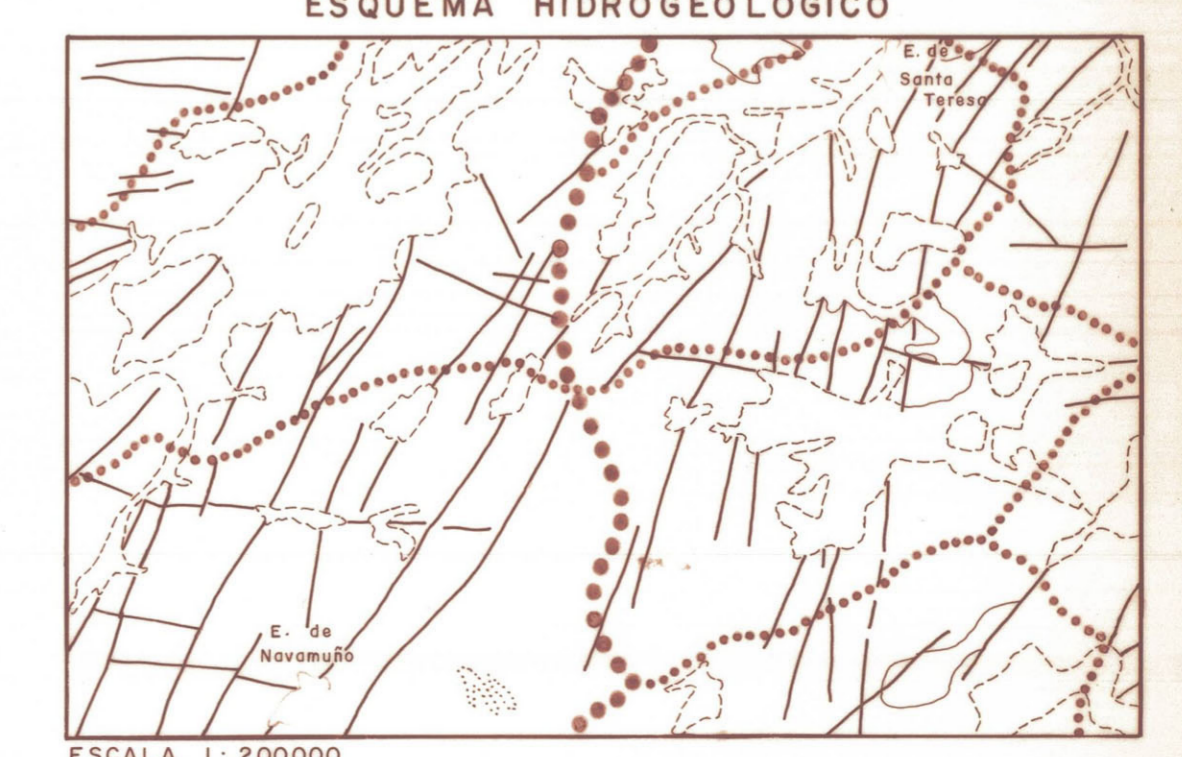 ESQUEMA HIDROGEOLOGICO
E. de
Santa
Teresa
E. de
Navamuño
ESCALA 1:200000